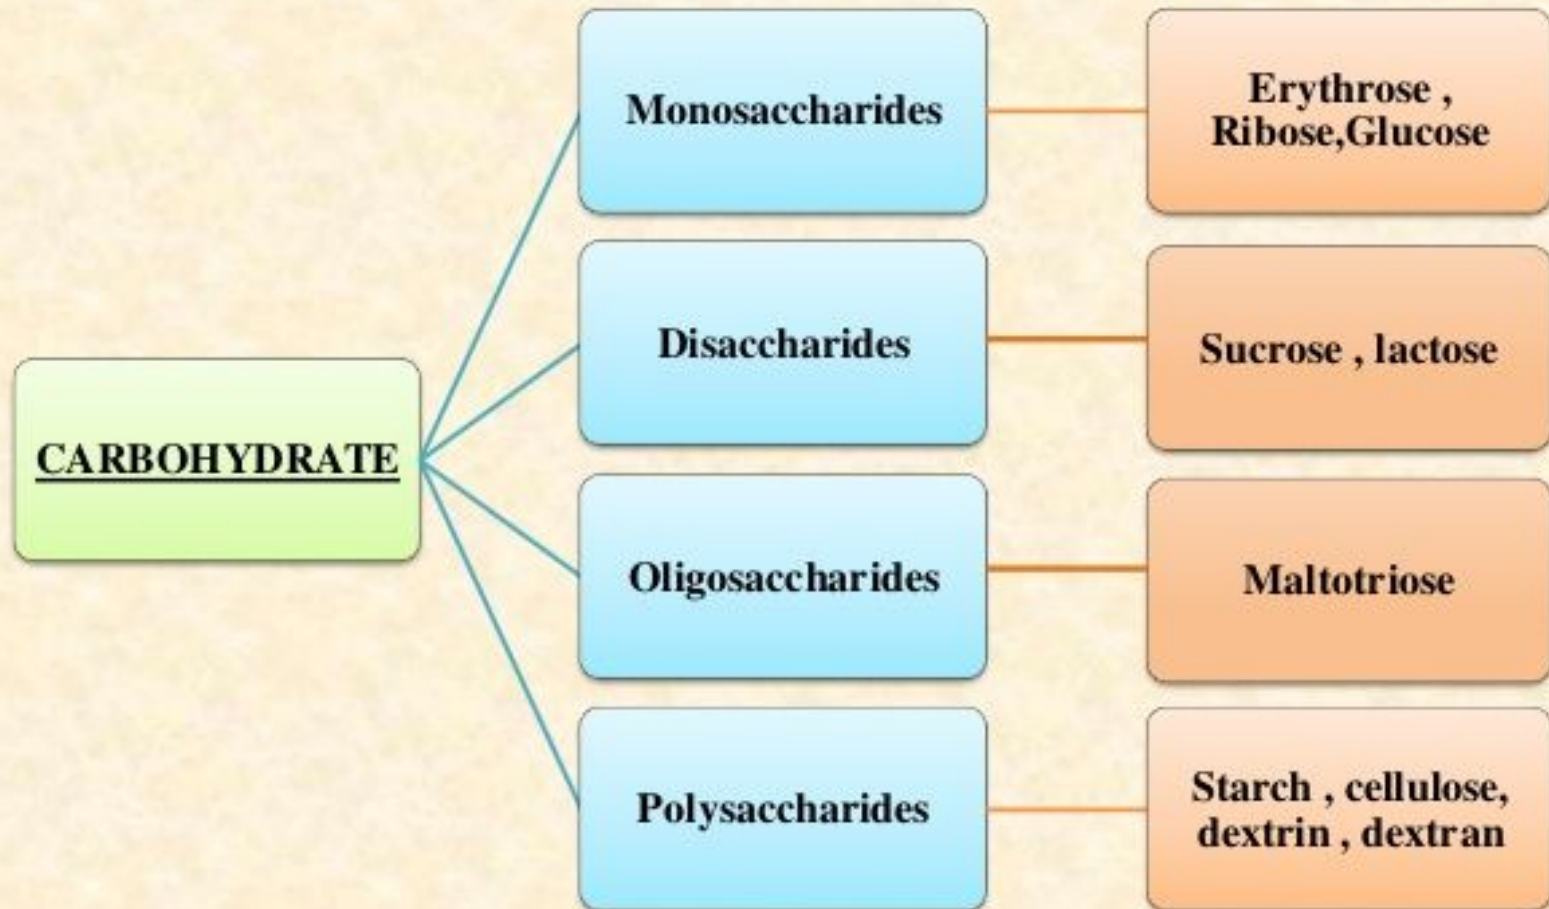 Monosaccharides
Erythrose ,
Ribose,Glucose
Disaccharides
Sucrose , lactose
CARBOHYDRATE
Oligosaccharides
Maltotriose
Polysaccharides
Starch , cellulose,
dextrin , dextran